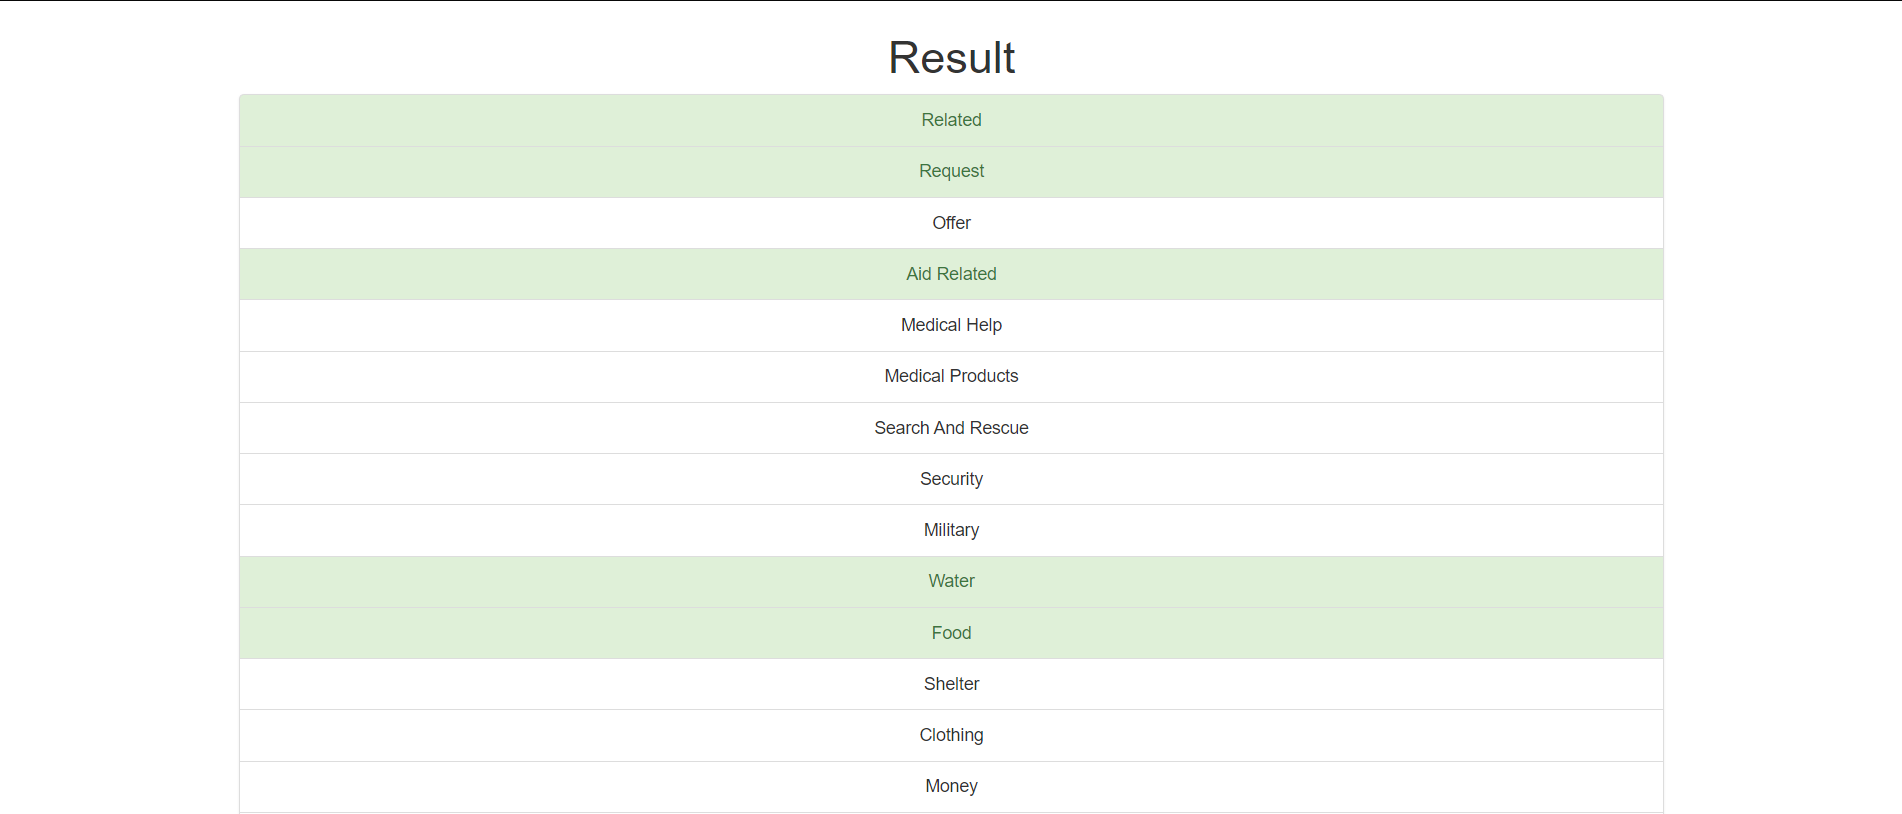 Result
Related
Request
Offer
Aid Related
Medical Help
Medical Products
Search And Rescue
Security
Military
Water
Food
Shelter
Clothing
Money